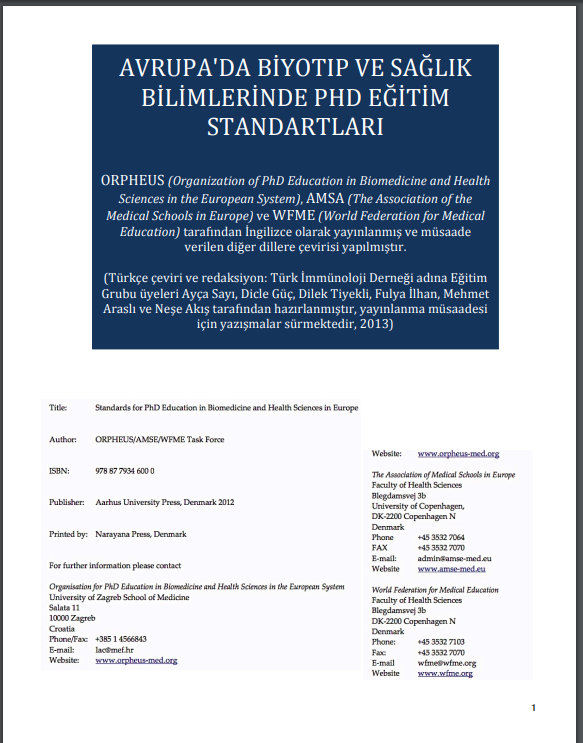 AVRUPA'DA BİYOTIP VE SAĞLIK
BİLİMLERİNDE PHD EĞİTİM
STANDARTLARI
ORPHEUS (Organization of PhD Education in Biomedicine and Health
Sciences in the European System), AMSA (The Association of the
Medical Schools in Europe) ve WFME (World Federation for Medical
Education) tarafından İngilizce olarak yayınlanmış ve müsaade
verilen diğer dillere çevirisi yapılmıştır.
(Türkçe çeviri ve redaksiyon: Türk İmmünoloji Derneği adına Eğitim
Grubu üyeleri Ayça Sayı, Dicle Güç, Dilek Tiyekli, Fulya İlhan, Mehmet
Araslı ve Neşe Akış tarafından hazırlanmıştır, yayınlanma müsaadesi
için yazışmalar sürmektedir, 2013)
Title: Standards for PhD Education in Biomedicine and Health Sciences in Europe
Author: ORPHEUS/AMSE/WFME Task Force
ISBN: 978 87 7934 600 0
Publisher: Aarhus University Press, Denmark 2012
Printed by: Narayana Press, Denmark
For further information please contact
Organisation for PhD Education in Biomedicine and Health Sciences in the European System
University of Zagreb School of Medicine
Salata 11
10000 Zagreb
Croatia
Phone/Fax: +385 1 4566843
E-mail: lac@mef.hr
Website: www.orpheus-med.org
Website: www.orpheus-med.org
The Association of Medical Schools in Europe
Faculty of Health Sciences
Blegdamsvej 3b
University of Copenhagen,
DK-2200 Copenhagen N
Denmark
Phone +45 3532 7064
FAX +45 3532 7070
E-mail: admin@amse-med.eu
Website www.amse-med.eu
World Federation for Medical Education
Faculty of Health Sciences
Blegdamsvej 3b
DK-2200 Copenhagen N
Denmark
Phone: +45 3532 7103
Fax: +45 3532 7070
E-mail wfme@wfme.org
Website www.wfme.org
1